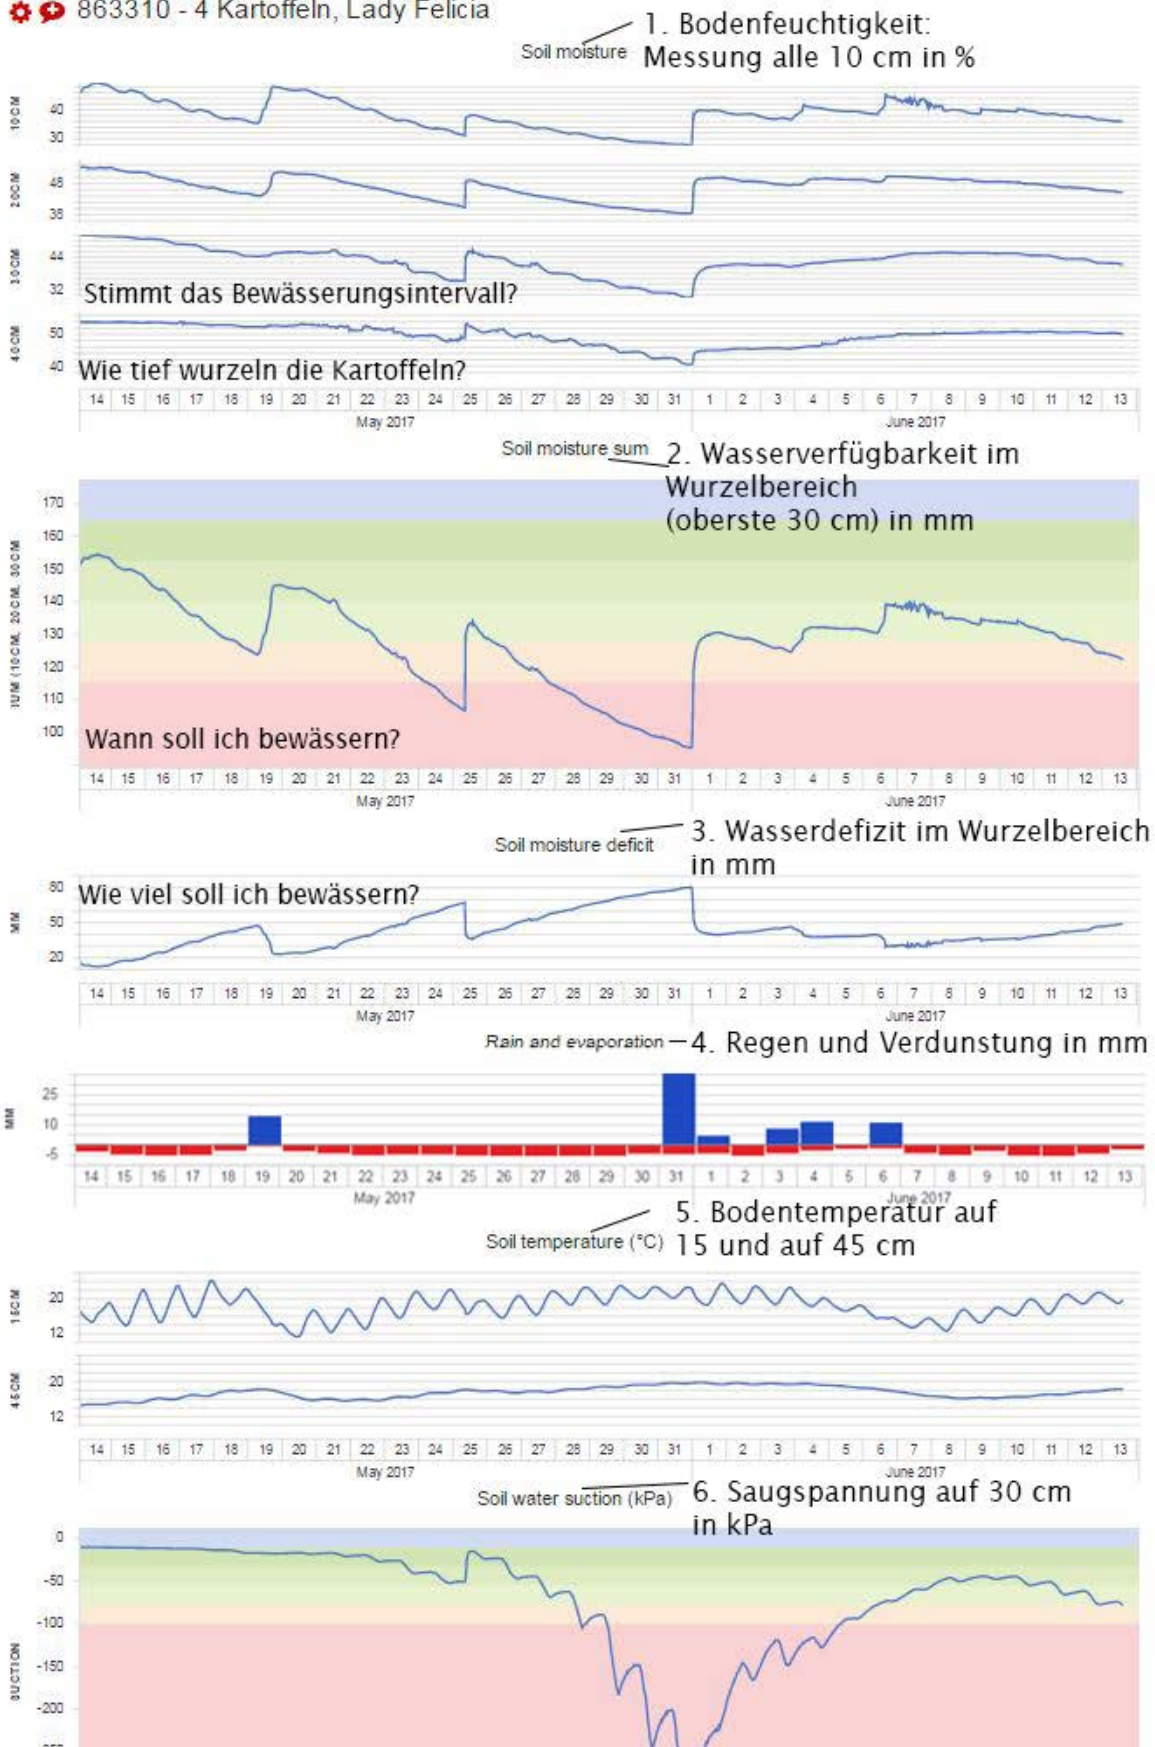 863310 - 4 Kartoffeln, Lady Felicia
Soil moisture
1. Bodenfeuchtigkeit:
Messung alle 10 cm in %
10CM
40
30
20CM
48
38
30CM
44
32
Stimmt das Bewässerungsintervall?
40CM
50
40
Wie tief wurzeln die Kartoffeln?
14 15 16 17 18 19 20 21 22 23 24 25 26 27 28 29 30 31 1 2 3 4 5 6 7 8 9 10 11 12 13
May 2017 June 2017
Soil moisture sum
2. Wasserverfügbarkeit im
Wurzelbereich
(oberste 30 cm) in mm
170
160
150
140
130
120
110
100
(10CM, 20CM, 30CM
Wann soll ich bewässern?
14 15 16 17 18 19 20 21 22 23 24 25 26 27 28 29 30 31 1 2 3 4 5 6 7 8 9 10 11 12 13
May 2017 June 2017
Soil moisture deficit
3. Wasserdefizit im Wurzelbereich
in mm
MM
80
50
20
Wie viel soll ich bewässern?
14 15 16 17 18 19 20 21 22 23 24 25 26 27 28 29 30 31 1 2 3 4 5 6 7 8 9 10 11 12 13
May 2017 June 2017
Rain and evaporation
4. Regen und Verdunstung in mm
MM
25
10
-5
14 15 16 17 18 19 20 21 22 23 24 25 26 27 28 29 30 31 1 2 3 4 5 6 7 8 9 10 11 12 13
May 2017 June 2017
Soil temperature (°C)
5. Bodentemperatur auf
15 und auf 45 cm
15CM
20
12
45CM
20
12
14 15 16 17 18 19 20 21 22 23 24 25 26 27 28 29 30 31 1 2 3 4 5 6 7 8 9 10 11 12 13
May 2017 June 2017
Soil water suction (kPa)
6. Saugspannung auf 30 cm
in kPa
SUCTION
0
-50
-100
-150
-200